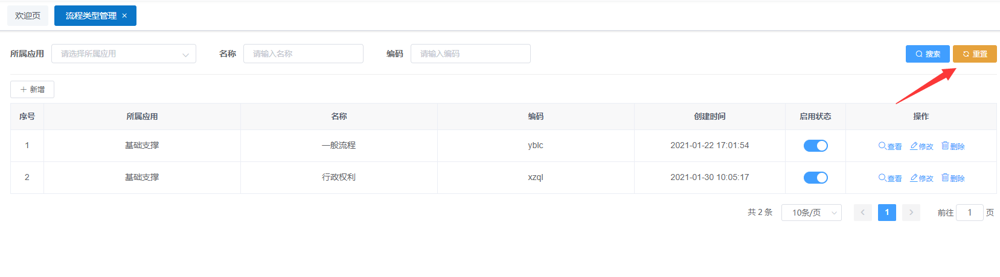 欢迎页 流程类型管理 ×
所属应用 请选择所属应用 名称 请输入名称 编码 请输入编码 搜索 重置
新增
序号 所属应用 名称 编码 创建时间 启用状态 操作
1 基础支撑 一般流程 yblc 2021-01-22 17:01:54 查看 修改 删除
2 基础支撑 行政权利 xzql 2021-01-30 10:05:17 查看 修改 删除
共 2 条 10条/页 1 前往 1 页